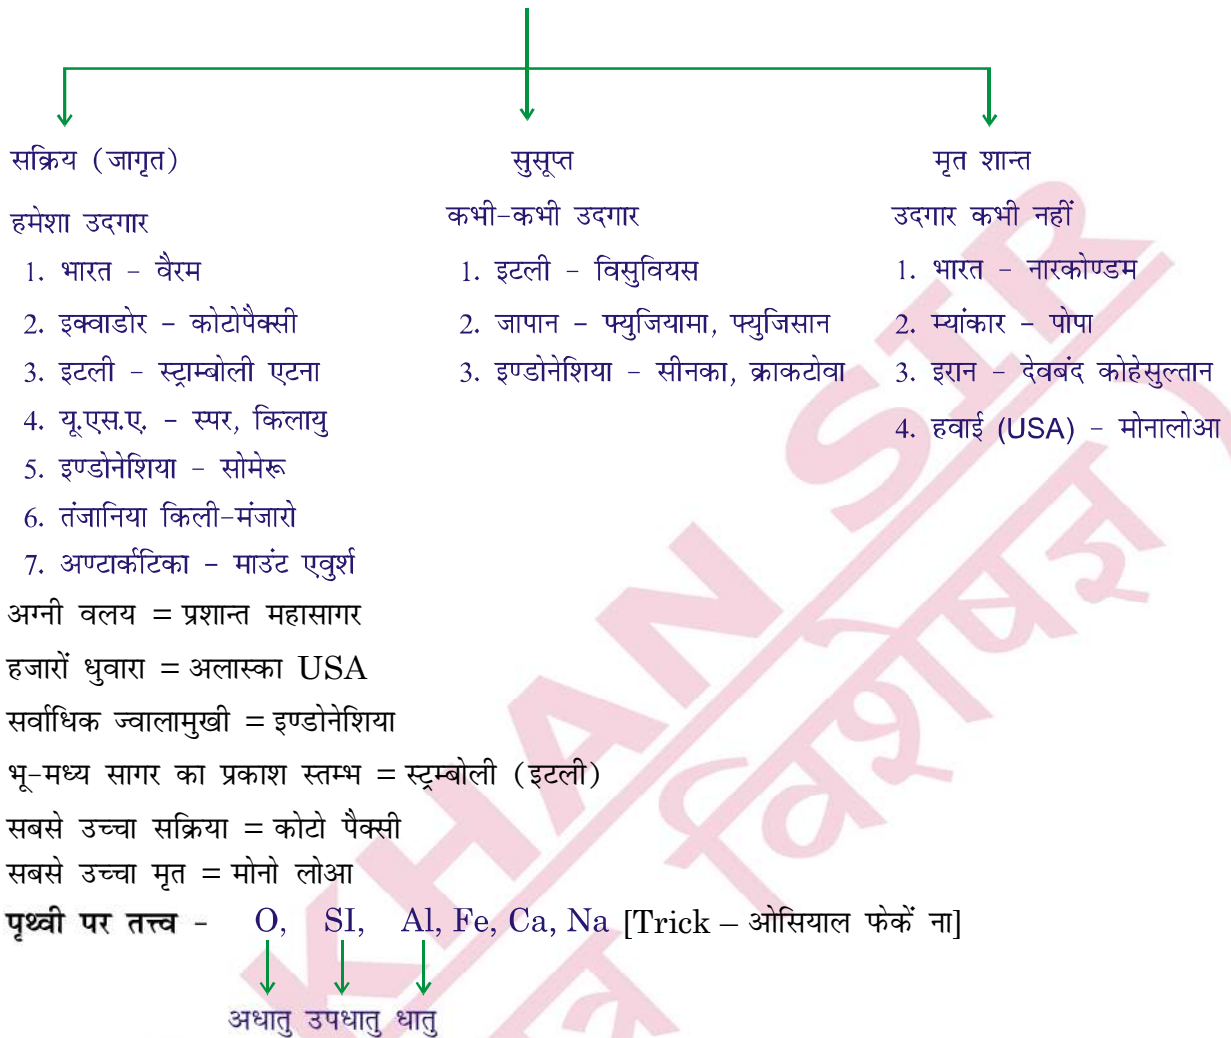 सक्रिय (जागृत)
हमेशा उदगार
1. भारत - वैरम
2. इक्वाडोर - कोटोपैक्सी
3. इटली - स्ट्राम्बोली एटना
4. यू.एस.ए. - स्पर, किलायु
5. इण्डोनेशिया - सोमेरू
6. तंजानिया किली-मंजारो
7. अण्टार्कटिका - माउंट एवुर्श
सुसूप्त
कभी-कभी उदगार
1. इटली - विसुवियस
2. जापान - फ्युजियामा, फ्युजिसान
3. इण्डोनेशिया - सीनका, क्राकटोवा
मृत शान्त
उदगार कभी नहीं
1. भारत - नारकोण्डम
2. म्यांकार - पोपा
3. इरान - देवबंद कोहेसुल्तान
4. हवाई (USA) - मोनालोआ
अग्नी वलय = प्रशान्त महासागर
हजारों धुवारा = अलास्का USA
सर्वाधिक ज्वालामुखी = इण्डोनेशिया
भू-मध्य सागर का प्रकाश स्तम्भ = स्ट्रम्बोली (इटली)
सबसे उच्चा सक्रिया = कोटो पैक्सी
सबसे उच्चा मृत = मोनो लोआ
पृथ्वी पर तत्त्व - O, SI, Al, Fe, Ca, Na [Trick – ओसियाल फेकें ना]
अधातु उपधातु धातु
KHAN SIR
विशेषज्ञ